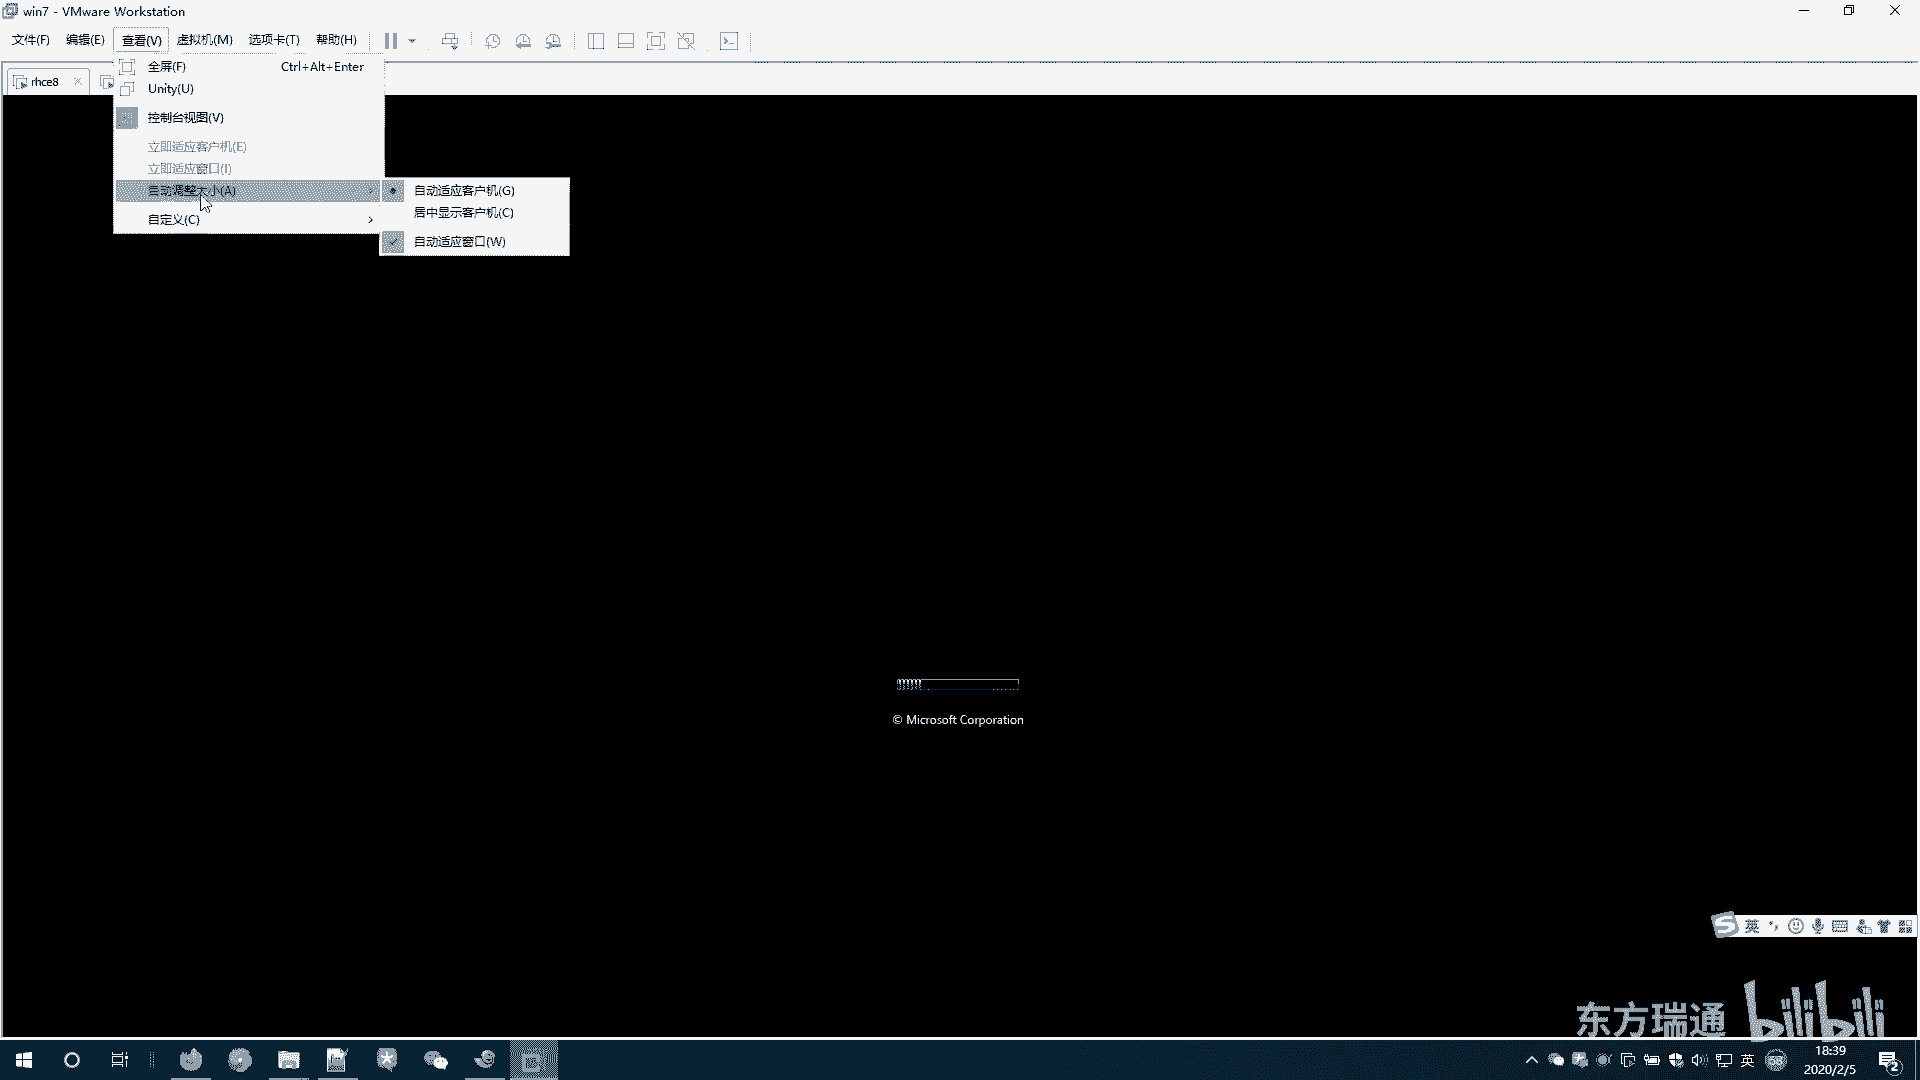 win7 - VMware Workstation
文件(F) 编辑(E) 查看(V) 虚拟机(M) 选项卡(T) 帮助(H)
rhce8
全屏(F) Ctrl+Alt+Enter
Unity(U)
控制台视图(V)
立即适应客户机(E)
立即适应窗口(I)
自动调整大小(A)
自定义(C)
自动适应客户机(G)
居中显示客户机(C)
自动适应窗口(W)
© Microsoft Corporation
英
东方瑞通 bilibili
英 58 18:39
2020/2/5
2